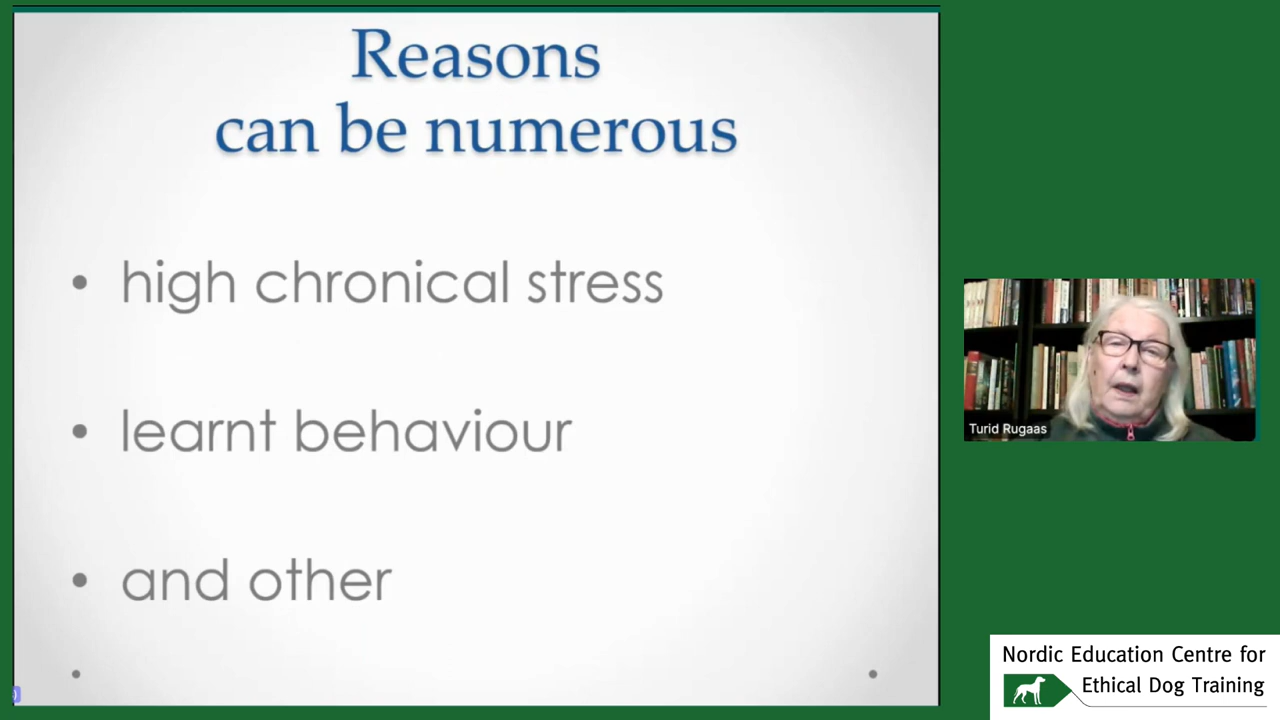 Reasons
can be numerous
• high chronical stress
• learnt behaviour
• and other
Turid Rugaas
Nordic Education Centre for
Ethical Dog Training